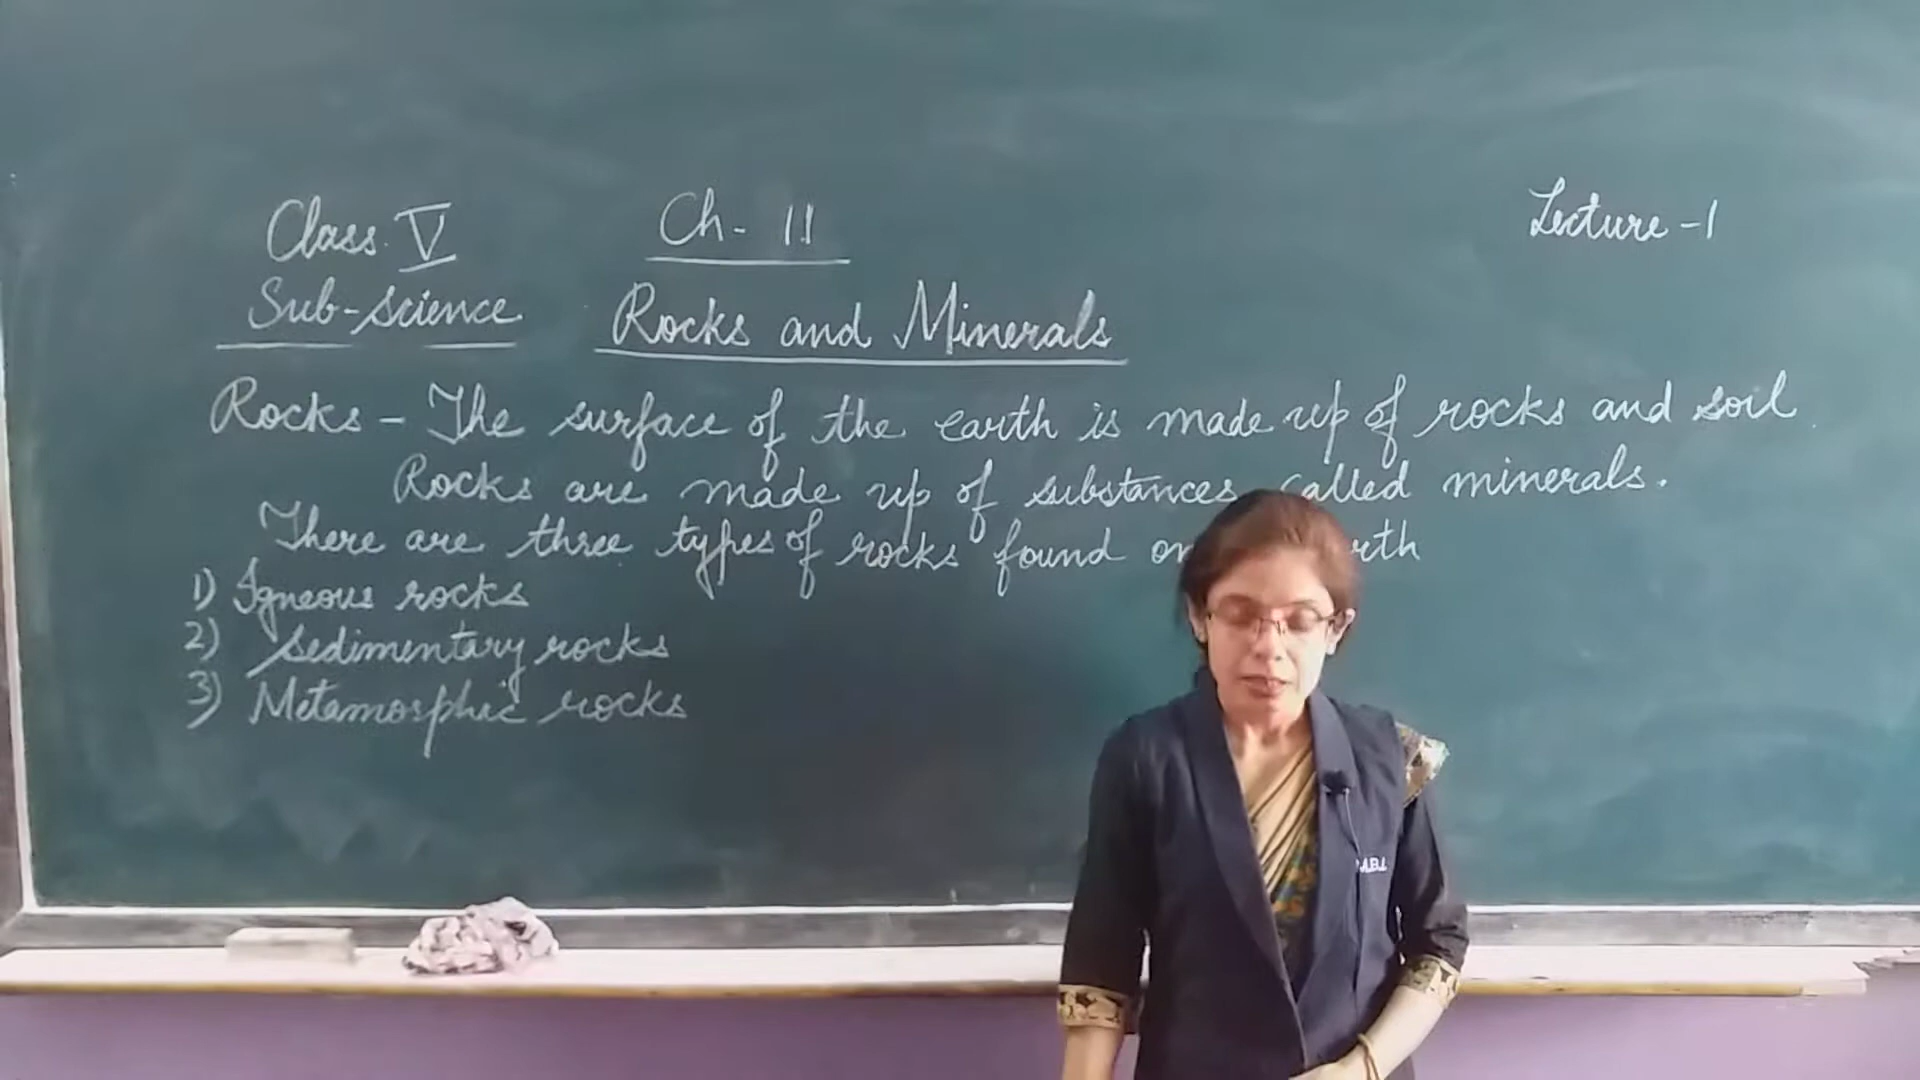 Class V
Ch- 11
Lecture -1
Sub-science
Rocks and Minerals
Rocks - The surface of the earth is made up of rocks and soil.
Rocks are made up of substances called minerals.
There are three types of rocks found on
1) Igneous rocks
2) Sedimentary rocks
3) Metamorphic rocks